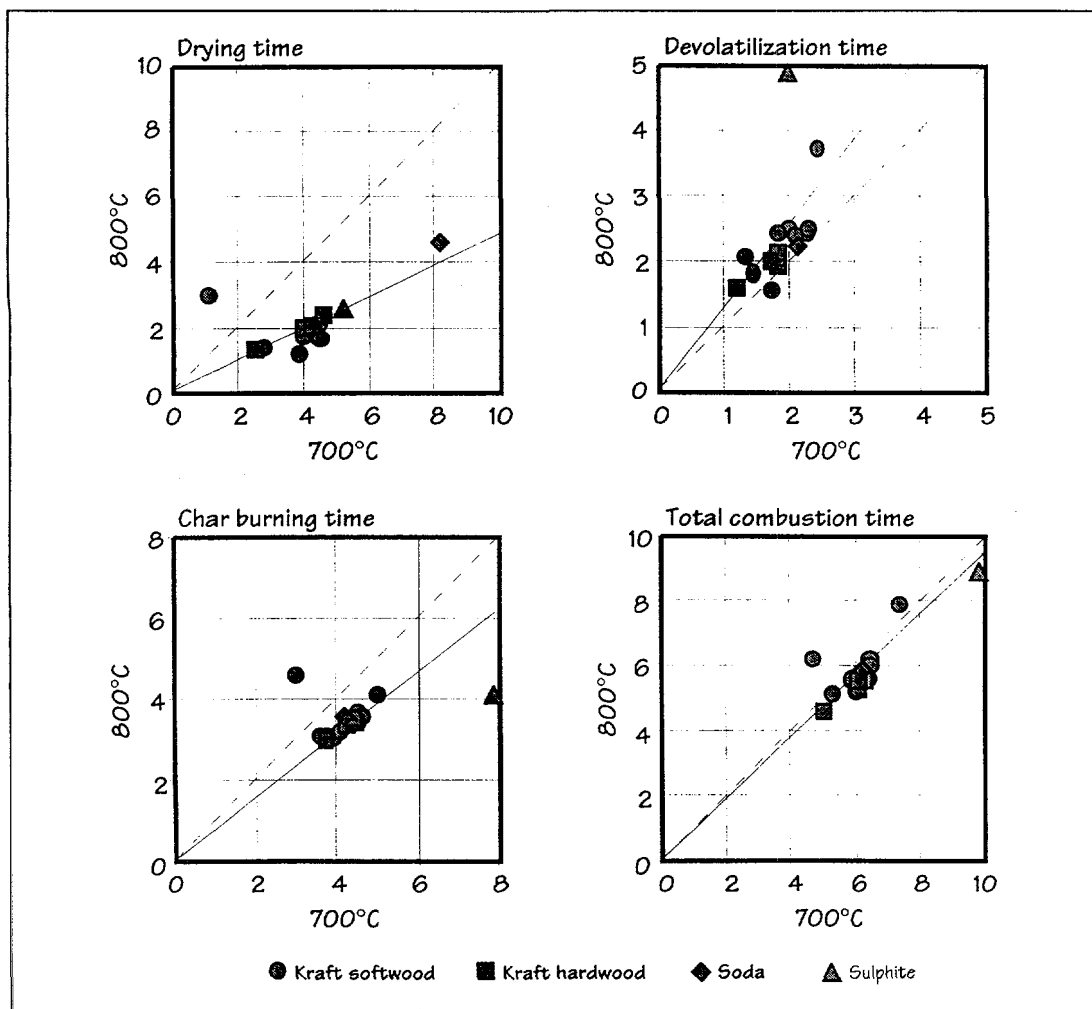 Drying time
10
8
6
4
2
0
0 2 4 6 8 10
800°C
700°C
Devolatilization time
5
4
3
2
1
0
0 1 2 3 4 5
800°C
700°C
Char burning time
8
6
4
2
0
0 2 4 6 8
800°C
700°C
Total combustion time
10
8
6
4
2
0
0 2 4 6 8 10
800°C
700°C
Kraft softwood Kraft hardwood Soda Sulphite